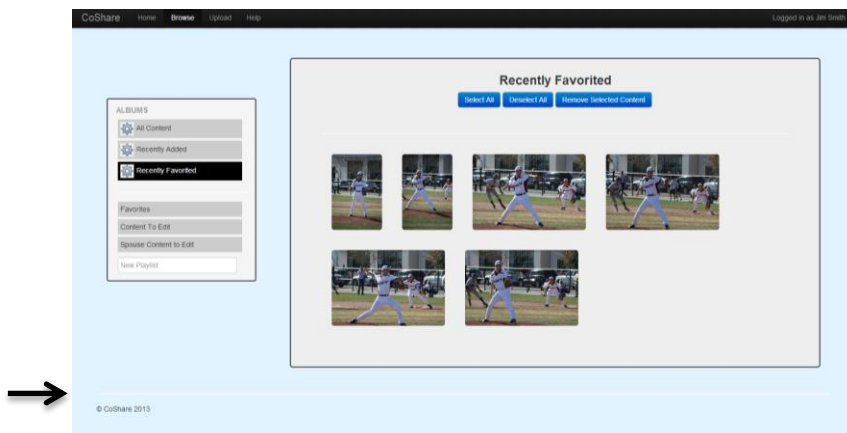 CoShare Home Browse Upload Help Logged in as Jim Smith
Recently Favorited
Select All Deselect All Remove Selected Content
ALBUMS
All Content
Recently Added
Recently Favorited
Favorites
Content To Edit
Spouse Content to Edit
New Playlist
© CoShare 2013